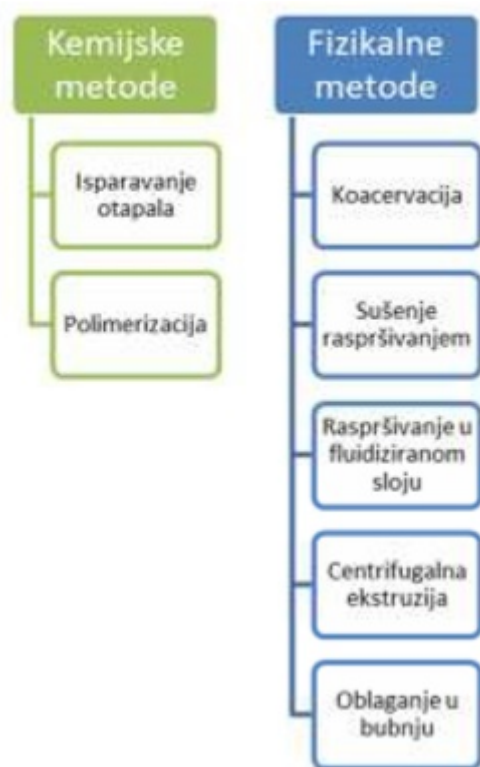 Kemijske
metode
Isparavanje
otapala
Polimerizacija
Fizikalne
metode
Koacervacija
Sušenje
raspršivanjem
Raspršivanje u
fluidiziranom
sloju
Centrifugalna
ekstruzija
Oblaganje u
bubnju